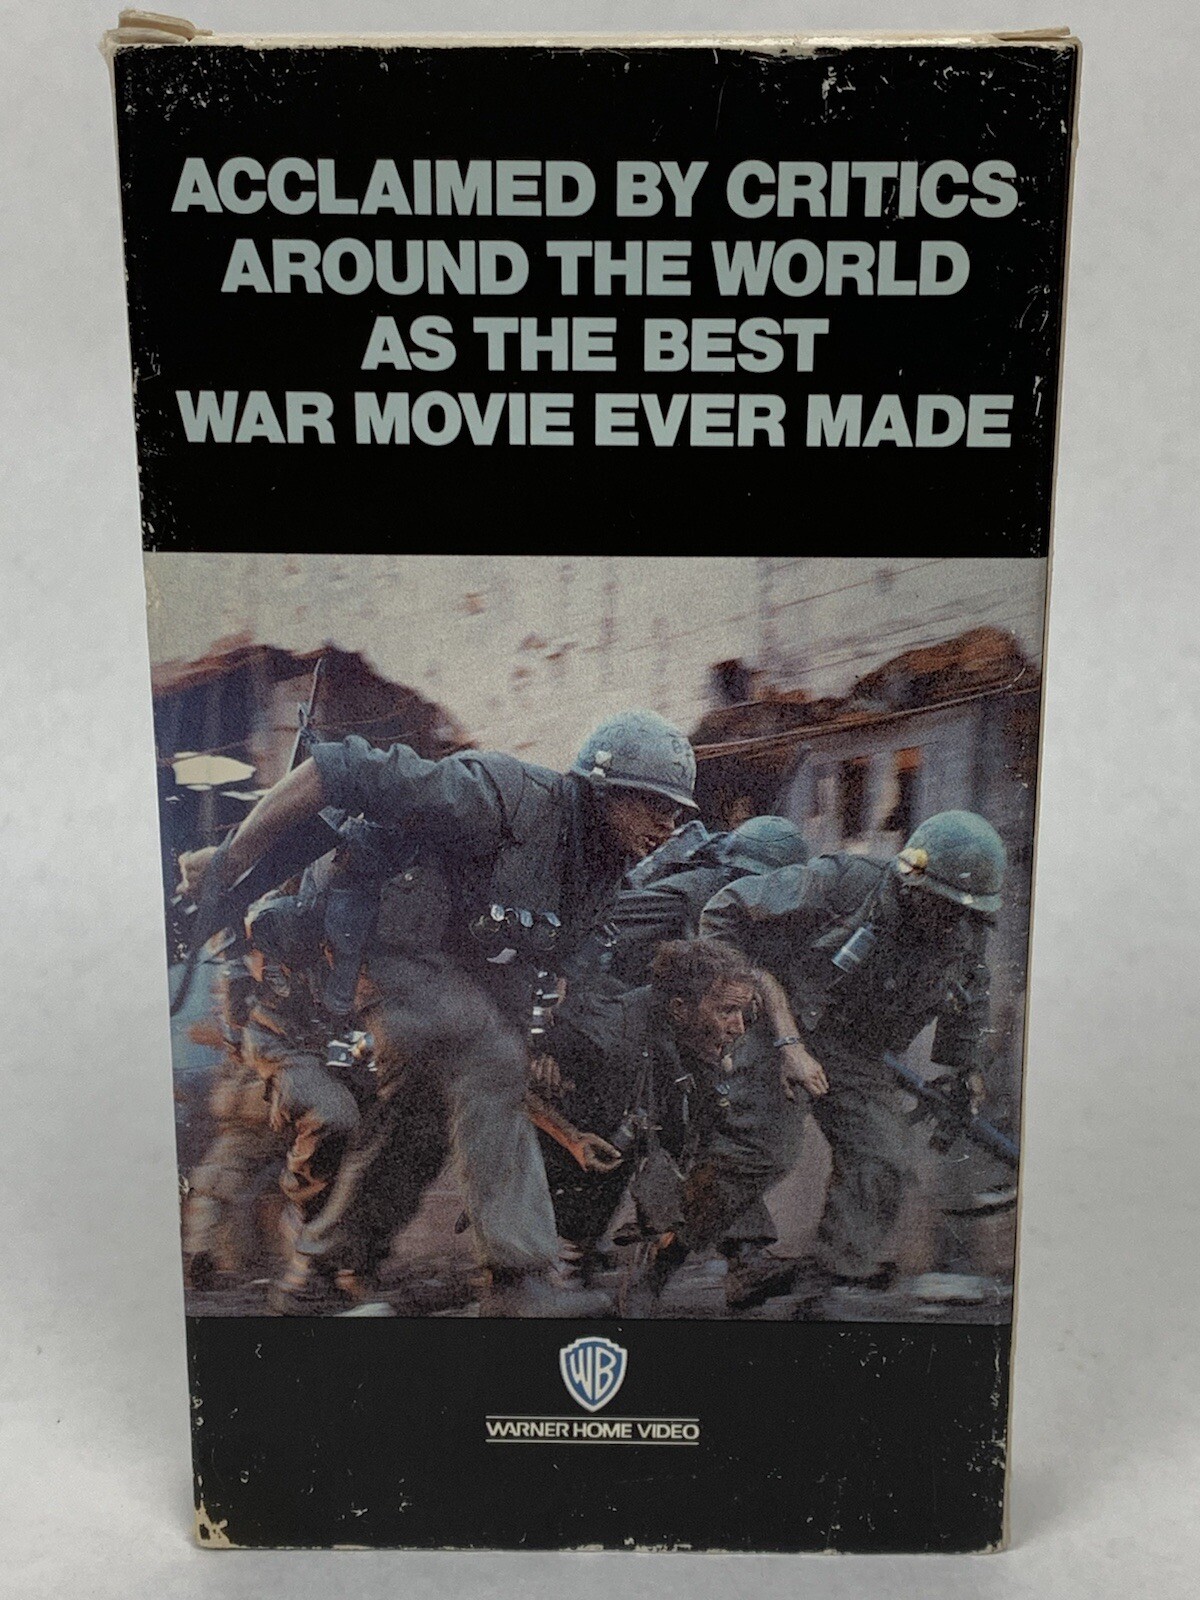 ACCLAIMED BY CRITICS
AROUND THE WORLD
AS THE BEST
WAR MOVIE EVER MADE
WB
WARNER HOME VIDEO